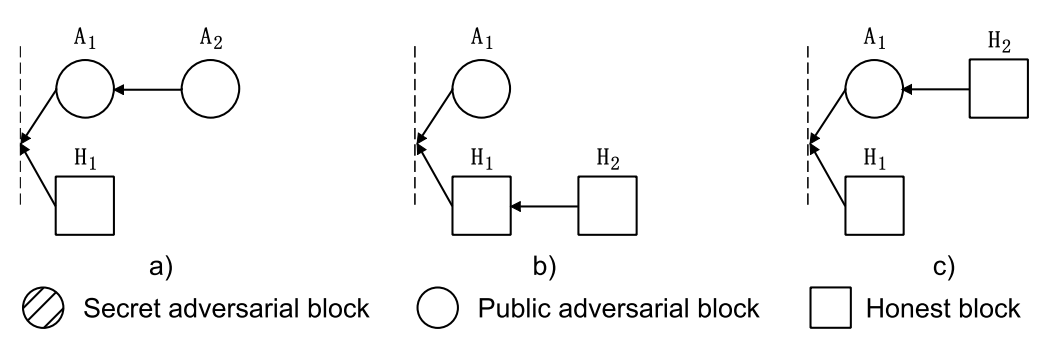 A1 A2
H1
a)
A1
H1 H2
b)
A1 H2
H1
c)
Secret adversarial block
Public adversarial block
Honest block